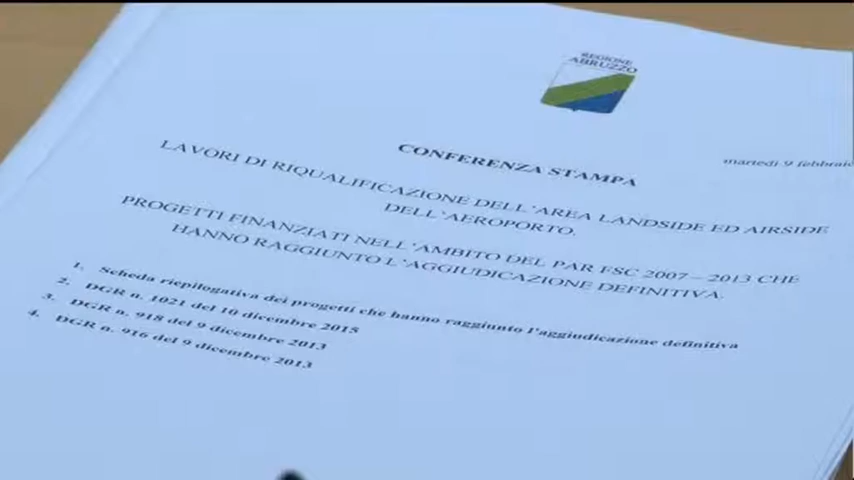 REGIONE
ABRUZZO
CONFERENZA STAMPA
martedì 9 febbraio
LAVORI DI RIQUALIFICAZIONE DELL'AREA LANDSIDE ED AIRSIDE
DELL'AEROPORTO.
PROGETTI FINANZIATI NELL'AMBITO DEL PAR FSC 2007 – 2013 CHE
HANNO RAGGIUNTO L'AGGIUDICAZIONE DEFINITIVA.
1. Scheda riepilogativa dei progetti che hanno raggiunto l'aggiudicazione definitiva
2. DGR n. 1021 del 10 dicembre 2015
3. DGR n. 918 del 9 dicembre 2013
4. DGR n. 916 del 9 dicembre 2013